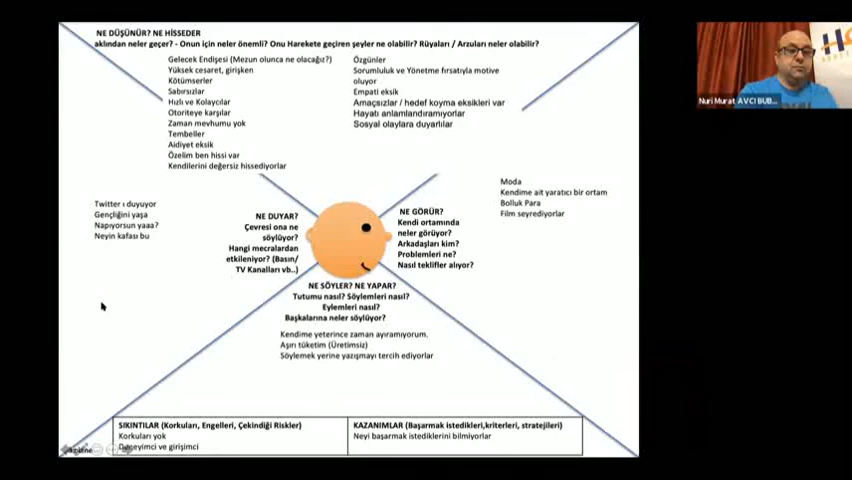 NE DÜŞÜNÜR? NE HİSSEDER
aklından neler geçer? - Onun için neler önemli? Onu Harekete geçiren şeyler ne olabilir? Rüyaları / Arzuları neler olabilir?
Gelecek Endişesi (Mezun olunca ne olacağız?)
Yüksek cesaret, girişken
Kötümserler
Sabırsızlar
Hızlı ve Kolaycılar
Otoriteye karşılar
Zaman mevhumu yok
Tembeller
Aidiyet eksik
Özelim ben hissi var
Kendilerini değersiz hissediyorlar
Özgünler
Sorumluluk ve Yönetme fırsatıyla motive
oluyor
Empati eksik
Amaçsızlar / hedef koyma eksikleri var
Hayatı anlamlandıramıyorlar
Sosyal olaylara duyarlılar
Nuri Murat AVCI BUB...
Twitter ı duyuyor
Gençliğini yaşa
Napıyorsun yaaa?
Neyin kafası bu
NE DUYAR?
Çevresi ona ne
söylüyor?
Hangi mecralardan
etkileniyor? (Basın/
TV Kanalları vb..)
NE GÖRÜR?
Kendi ortamında
neler görüyor?
Arkadaşları kim?
Problemleri ne?
Nasıl teklifler alıyor?
Moda
Kendime ait yaratıcı bir ortam
Bolluk Para
Film seyrediyorlar
NE SÖYLER? NE YAPAR?
Tutumu nasıl? Söylemleri nasıl?
Eylemleri nasıl?
Başkalarına neler söylüyor?
Kendime yeterince zaman ayıramıyorum.
Aşırı tüketim (Üretimsiz)
Söylemek yerine yazışmayı tercih ediyorlar
SIKINTILAR (Korkuları, Engelleri, Çekindiği Riskler)
Korkuları yok
Deneyimci ve girişimci
KAZANIMLAR (Başarmak istedikleri,kriterleri, stratejileri)
Neyi başarmak istediklerini bilmiyorlar